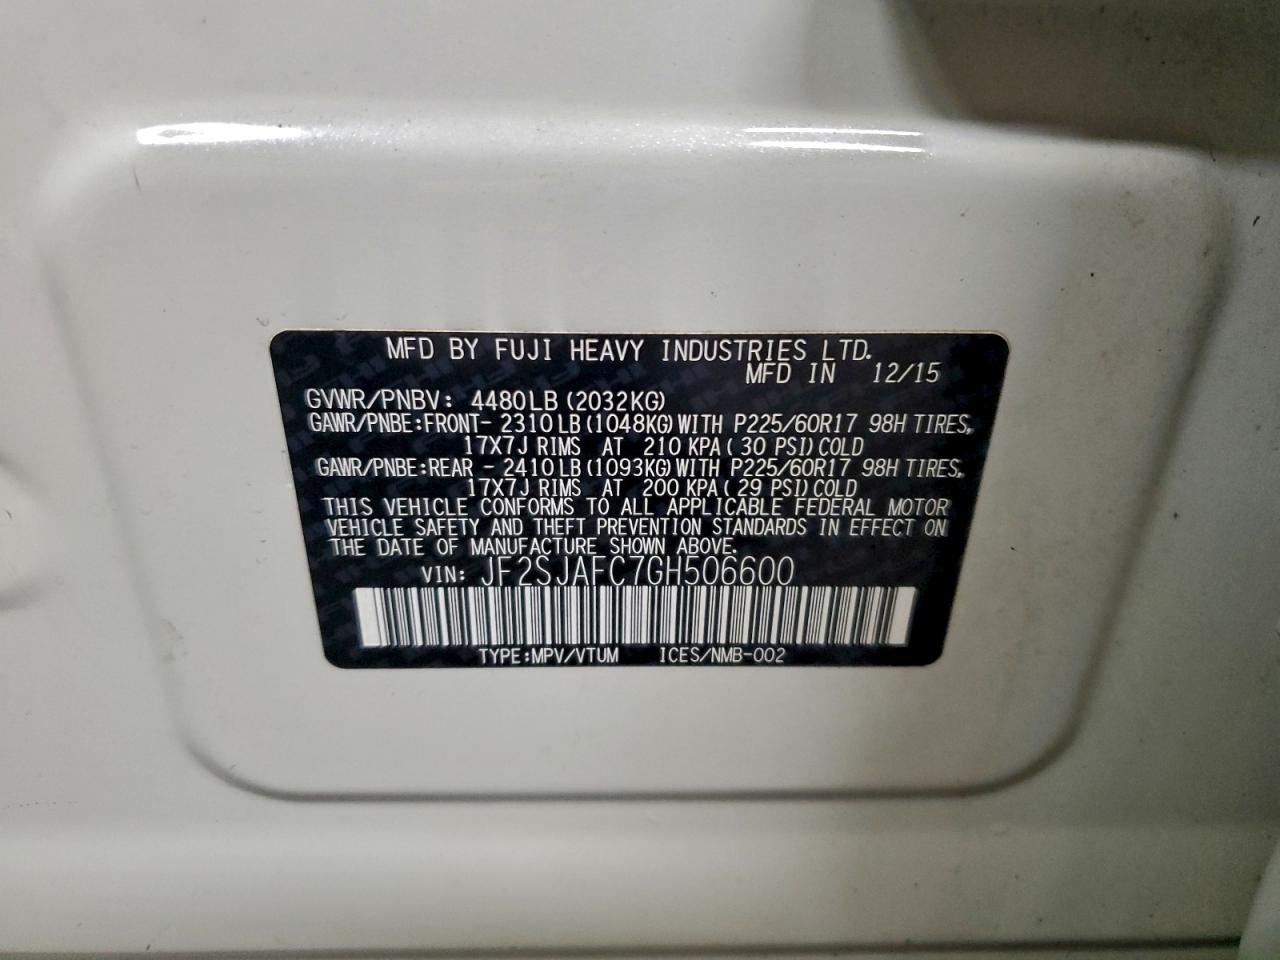 MFD BY FUJI HEAVY INDUSTRIES LTD.
MFD IN 12/15
GVWR/PNBV: 4480LB(2032KG)
GAWR/PNBE:FRONT- 2310LB(1048KG)WITH P225/60R17 98H TIRES,
17X7J RIMS AT 210 KPA( 30 PSI)COLD
GAWR/PNBE:REAR - 2410LB(1093KG)WITH P225/60R17 98H TIRES,
17X7J RIMS AT 200 KPA( 29 PSI)COLD
THIS VEHICLE CONFORMS TO ALL APPLICABLE FEDERAL MOTOR
VEHICLE SAFETY AND THEFT PREVENTION STANDARDS IN EFFECT ON
THE DATE OF MANUFACTURE SHOWN ABOVE.
VIN: JF2SJAFC7GH506600
TYPE:MPV/VTUM ICES/NMB-002